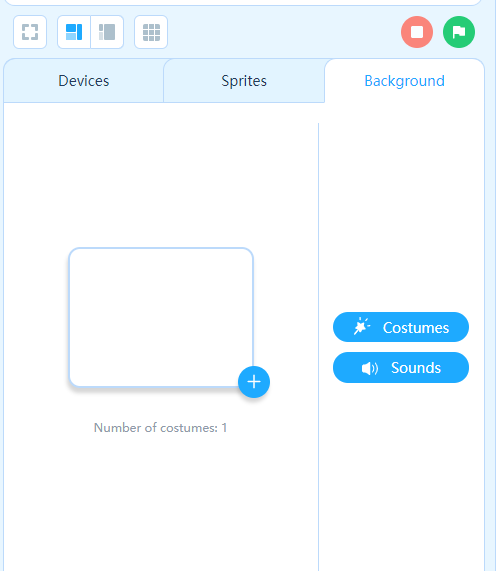 Devices
Sprites
Background
Costumes
Sounds
Number of costumes: 1